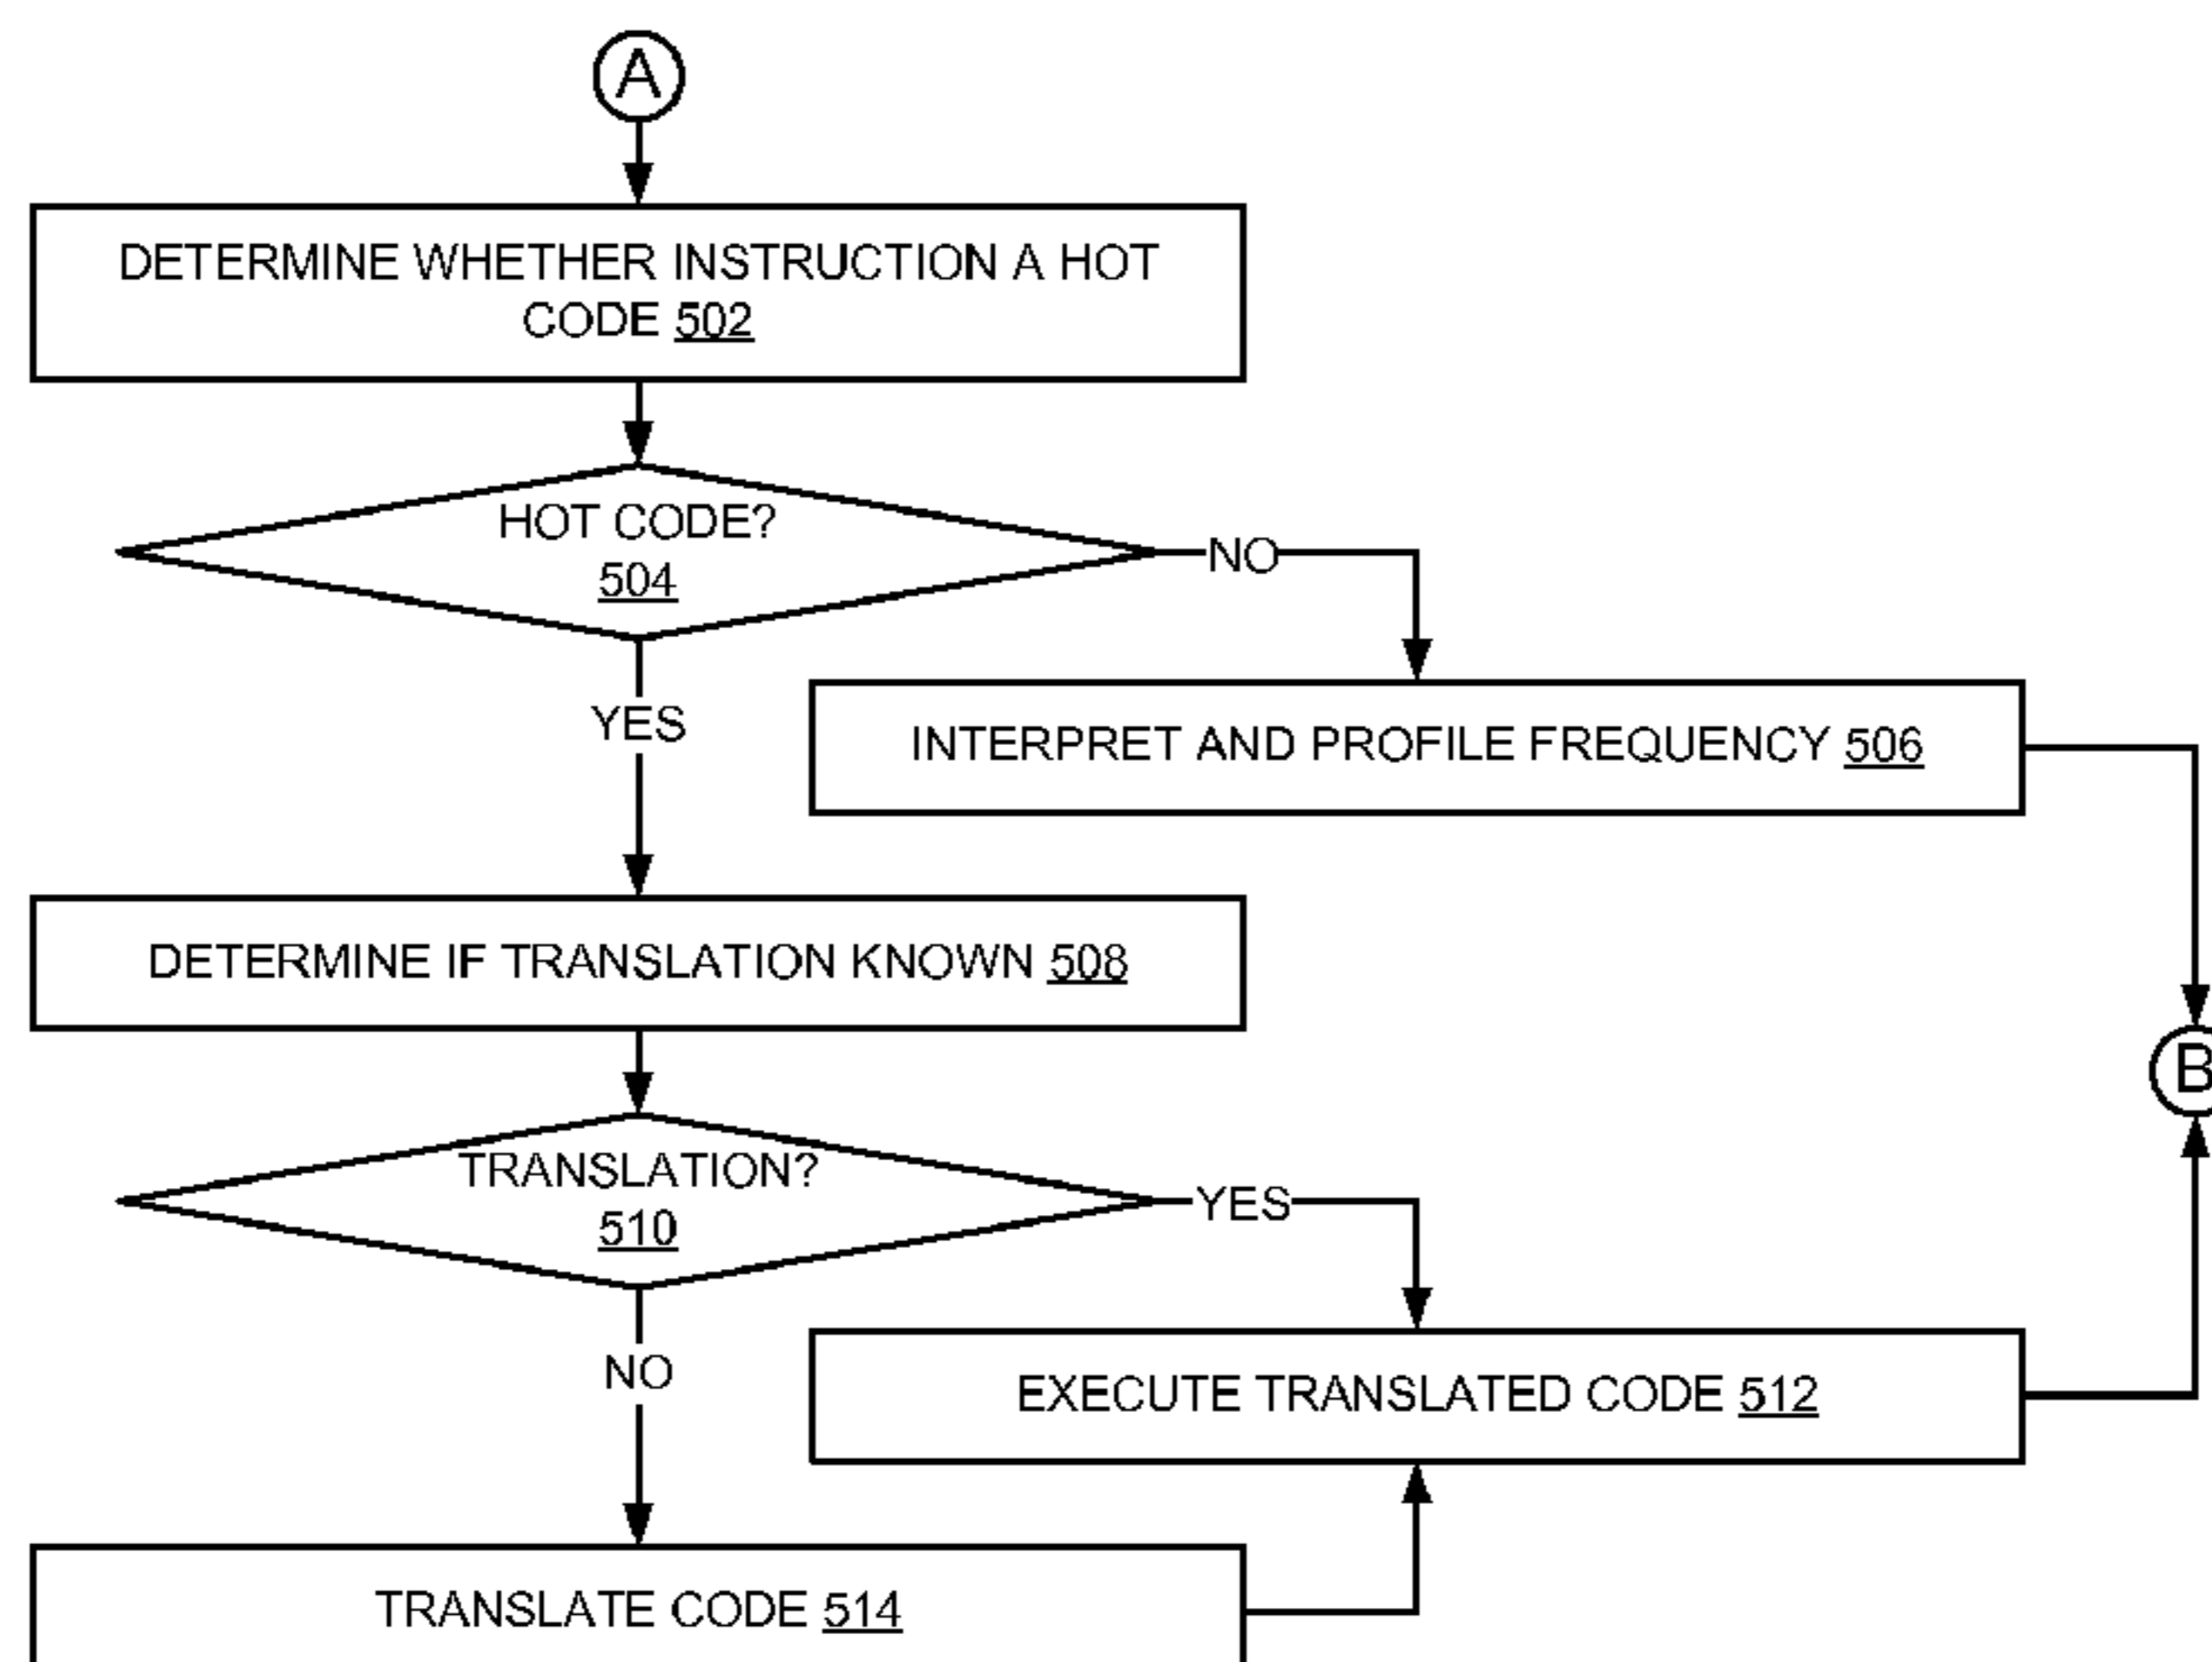 A
DETERMINE WHETHER INSTRUCTION A HOT
CODE 502
HOT CODE?
504
NO
YES
INTERPRET AND PROFILE FREQUENCY 506
DETERMINE IF TRANSLATION KNOWN 508
B
TRANSLATION?
510
YES
NO
EXECUTE TRANSLATED CODE 512
TRANSLATE CODE 514